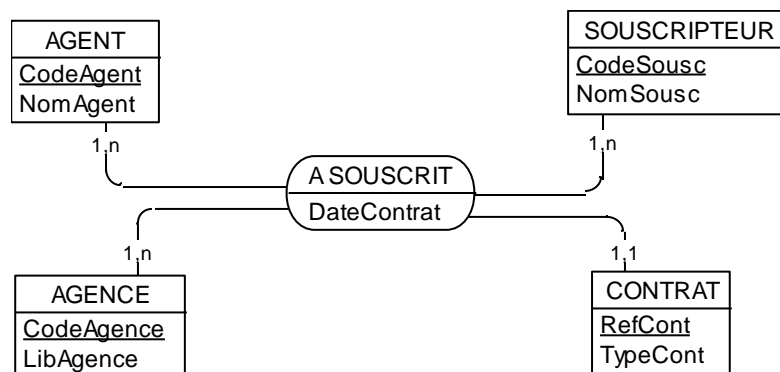 AGENT
CodeAgent
NomAgent
1,n
SOUSCRIPTEUR
CodeSousc
NomSousc
1,n
A SOUSCRIT
DateContrat
1,n
AGENCE
CodeAgence
LibAgence
1,1
CONTRAT
RefCont
TypeCont